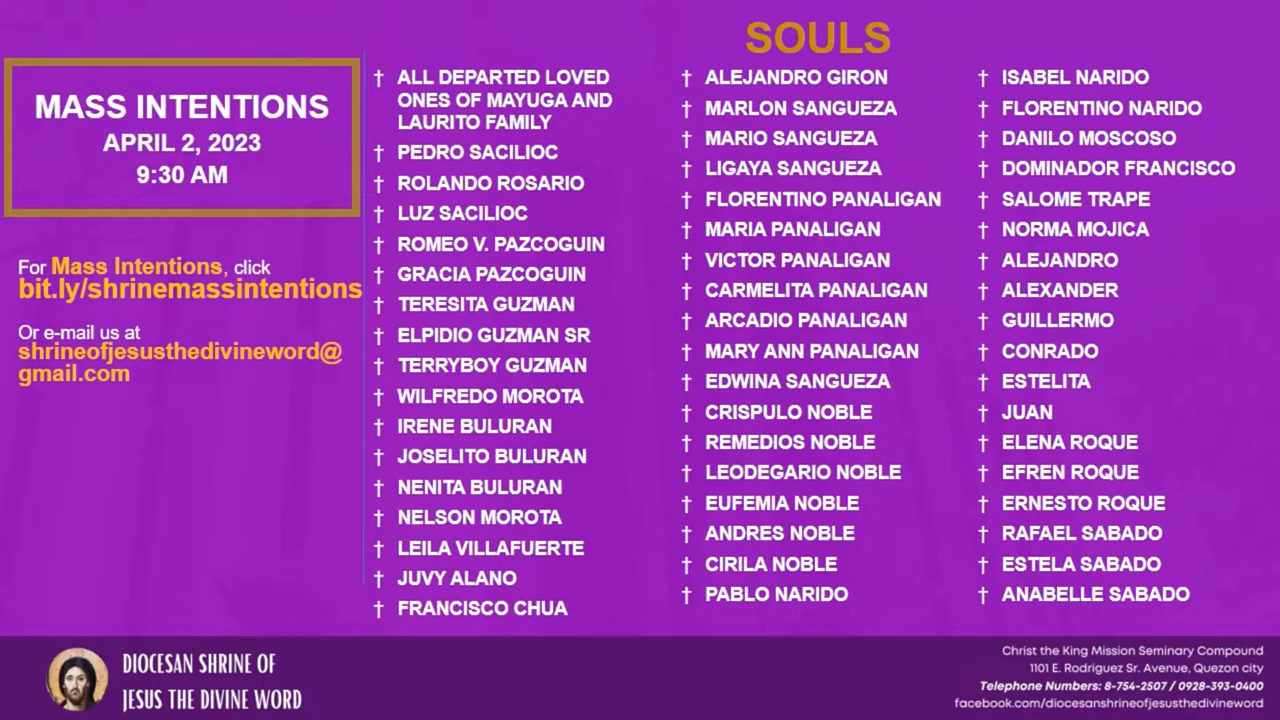 SOULS
MASS INTENTIONS
APRIL 2, 2023
9:30 AM
For Mass Intentions, click
bit.ly/shrinemassintentions
Or e-mail us at
shrineofjesusthedivineword@
gmail.com
† ALL DEPARTED LOVED
ONES OF MAYUGA AND
LAURITO FAMILY
† PEDRO SACILIOC
† ROLANDO ROSARIO
† LUZ SACILIOC
† ROMEO V. PAZCOGUIN
† GRACIA PAZCOGUIN
† TERESITA GUZMAN
† ELPIDIO GUZMAN SR
† TERRYBOY GUZMAN
† WILFREDO MOROTA
† IRENE BULURAN
† JOSELITO BULURAN
† NENITA BULURAN
† NELSON MOROTA
† LEILA VILLAFUERTE
† JUVY ALANO
† FRANCISCO CHUA
† ALEJANDRO GIRON
† MARLON SANGUEZA
† MARIO SANGUEZA
† LIGAYA SANGUEZA
† FLORENTINO PANALIGAN
† MARIA PANALIGAN
† VICTOR PANALIGAN
† CARMELITA PANALIGAN
† ARCADIO PANALIGAN
† MARY ANN PANALIGAN
† EDWINA SANGUEZA
† CRISPULO NOBLE
† REMEDIOS NOBLE
† LEODEGARIO NOBLE
† EUFEMIA NOBLE
† ANDRES NOBLE
† CIRILA NOBLE
† PABLO NARIDO
† ISABEL NARIDO
† FLORENTINO NARIDO
† DANILO MOSCOSO
† DOMINADOR FRANCISCO
† SALOME TRAPE
† NORMA MOJICA
† ALEJANDRO
† ALEXANDER
† GUILLERMO
† CONRADO
† ESTELITA
† JUAN
† ELENA ROQUE
† EFREN ROQUE
† ERNESTO ROQUE
† RAFAEL SABADO
† ESTELA SABADO
† ANABELLE SABADO
DIOCESAN SHRINE OF
JESUS THE DIVINE WORD
Christ the King Mission Seminary Compound
1101 E. Rodriguez Sr. Avenue, Quezon city
Telephone Numbers: 8-754-2507 / 0928-393-0400
facebook.com/diocesanshrineofjesusthedivineword